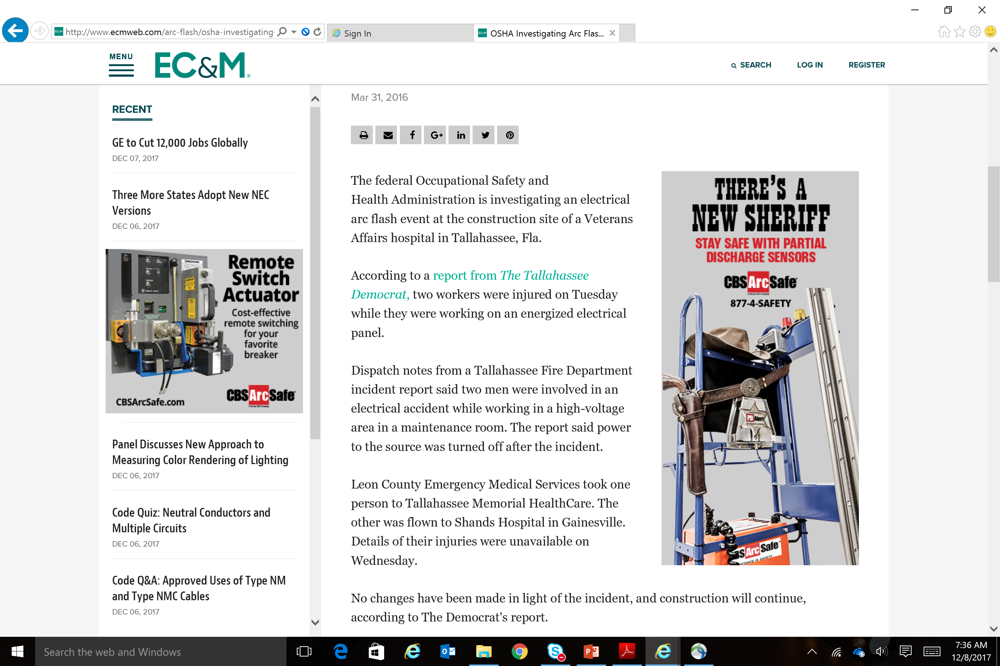 http://www.ecmweb.com/arc-flash/osha-investigating
Sign In
OSHA Investigating Arc Flas...
MENU
EC&M®
SEARCH
LOG IN
REGISTER
RECENT
GE to Cut 12,000 Jobs Globally
DEC 07, 2017
Three More States Adopt New NEC
Versions
DEC 06, 2017
Remote
Switch
Actuator
Cost-effective
remote switching
for your
favorite
breaker
CBSArcSafe.com
CBSArcSafe
Panel Discusses New Approach to
Measuring Color Rendering of Lighting
DEC 06, 2017
Code Quiz: Neutral Conductors and
Multiple Circuits
DEC 06, 2017
Code Q&A: Approved Uses of Type NM
and Type NMC Cables
DEC 06, 2017
Mar 31, 2016
The federal Occupational Safety and
Health Administration is investigating an electrical
arc flash event at the construction site of a Veterans
Affairs hospital in Tallahassee, Fla.
According to a report from The Tallahassee
Democrat, two workers were injured on Tuesday
while they were working on an energized electrical
panel.
Dispatch notes from a Tallahassee Fire Department
incident report said two men were involved in an
electrical accident while working in a high-voltage
area in a maintenance room. The report said power
to the source was turned off after the incident.
Leon County Emergency Medical Services took one
person to Tallahassee Memorial HealthCare. The
other was flown to Shands Hospital in Gainesville.
Details of their injuries were unavailable on
Wednesday.
No changes have been made in light of the incident, and construction will continue,
according to The Democrat's report.
THERE'S A
NEW SHERIFF
STAY SAFE WITH PARTIAL
DISCHARGE SENSORS
CBSArcSafe
877-4-SAFETY
PD Alert
BSArcSafe
ISTANCE IS SAFETY
Search the web and Windows
7:36 AM
12/8/2017